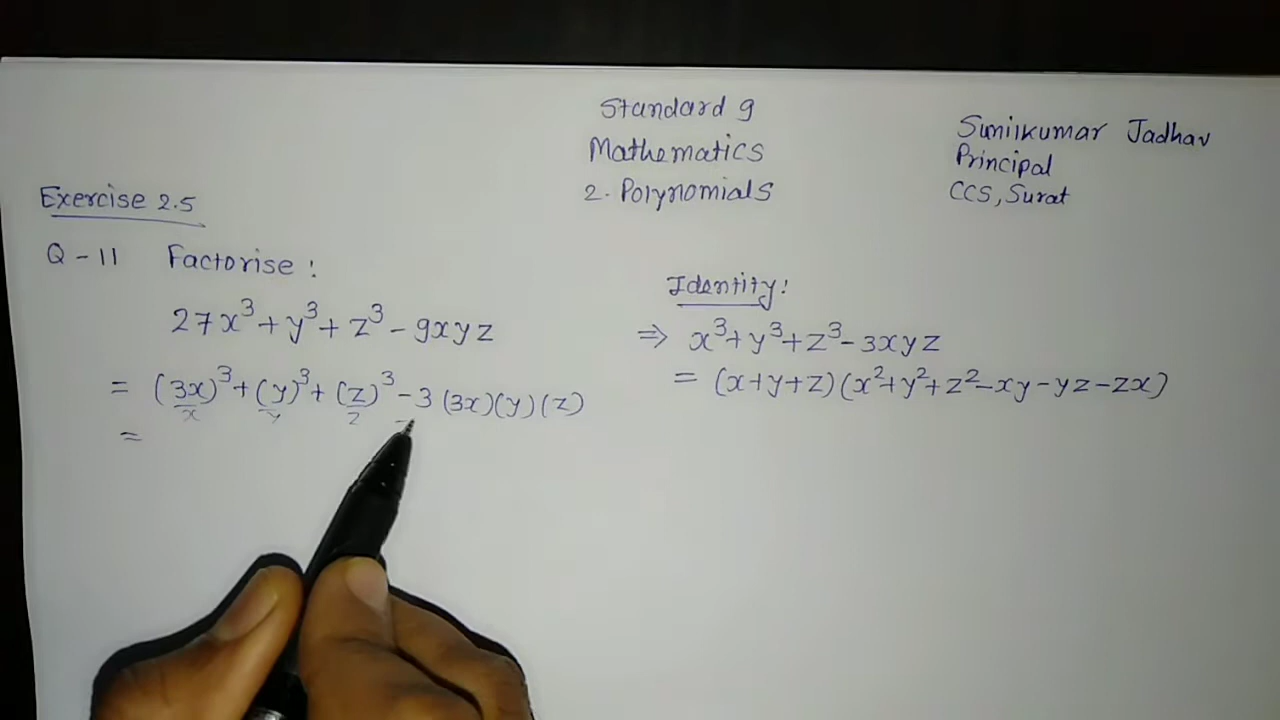 Standard 9
Mathematics
2. Polynomials
Sunilkumar Jadhav
Principal
CCS, Surat
Exercise 2.5
Q-11 Factorise:
27x³+y³+z³-9xyz
= (3x)³+(y)³+(z)³-3(3x)(y)(z)
x y z
=
Identity:
⇒ x³+y³+z³-3xyz
= (x+y+z)(x²+y²+z²-xy-yz-zx)